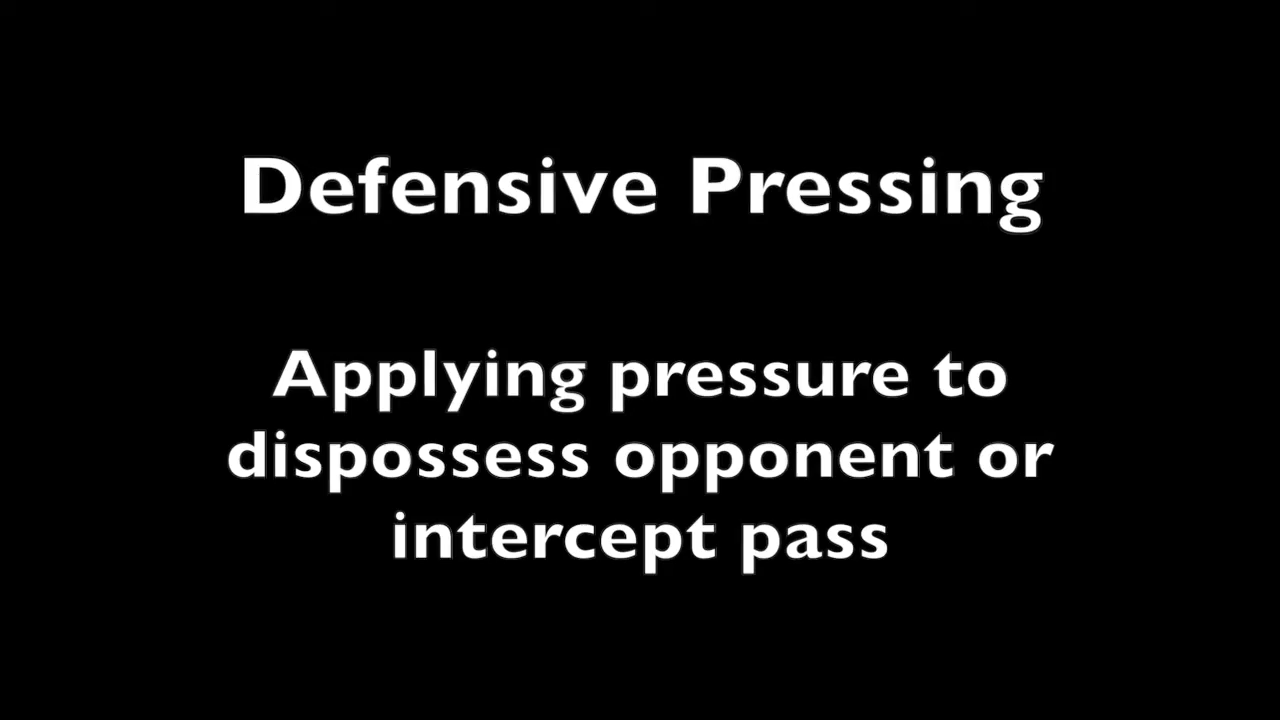 Defensive Pressing
Applying pressure to
dispossess opponent or
intercept pass